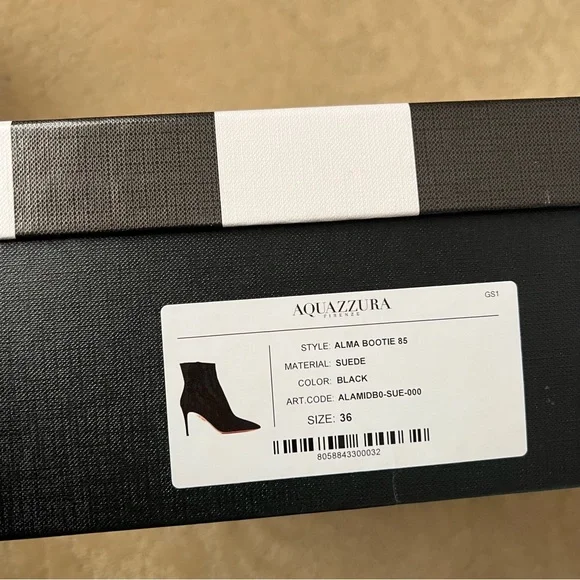 AQUAZZURA
FIRENZE
GS1
STYLE: ALMA BOOTIE 85
MATERIAL: SUEDE
COLOR: BLACK
ART.CODE: ALAMIDB0-SUE-000
SIZE: 36
8058843300032